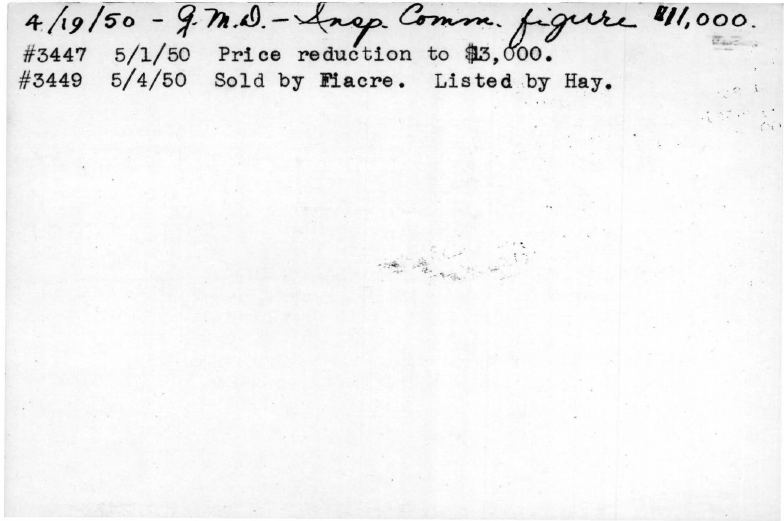 4/19/50 - G.M.D. - Insp. Comm. figure $11,000.
#3447 5/1/50 Price reduction to $13,000.
#3449 5/4/50 Sold by Fiacre. Listed by Hay.